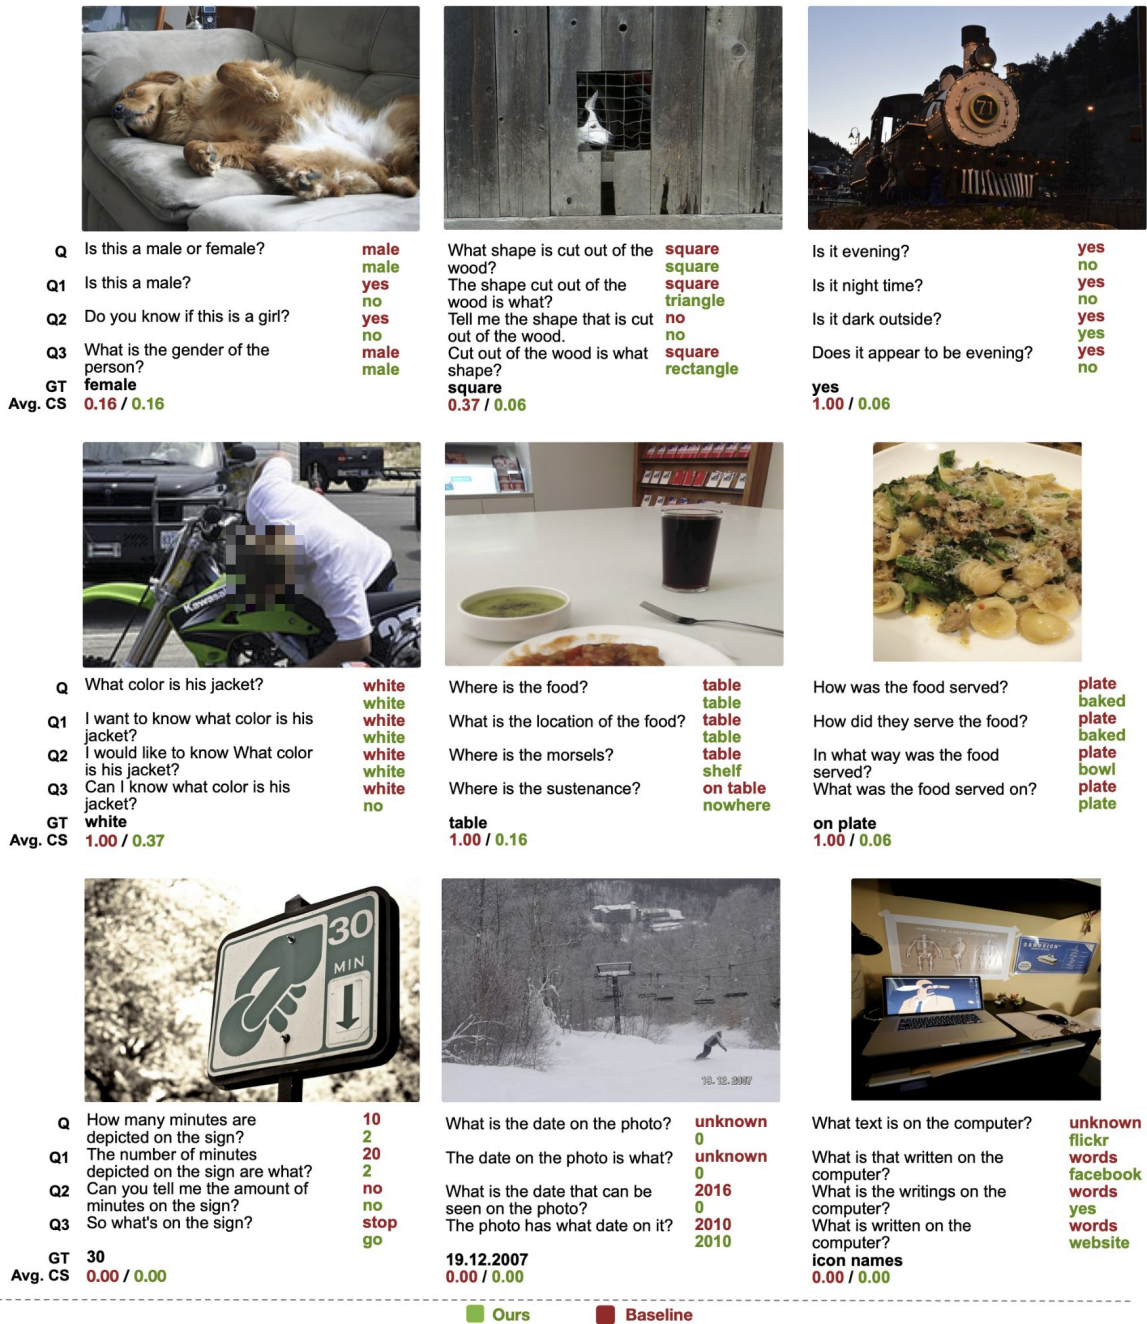 71
Q Is this a male or female? male
male
Q1 Is this a male? yes
no
Q2 Do you know if this is a girl? yes
no
Q3 What is the gender of the person? male
male
GT female
Avg. CS 0.16 / 0.16
What shape is cut out of the wood? square
square
The shape cut out of the wood is what? square
triangle
Tell me the shape that is cut out of the wood. no
no
Cut out of the wood is what shape? square
rectangle
square
0.37 / 0.06
Is it evening? yes
no
Is it night time? yes
no
Is it dark outside? yes
yes
Does it appear to be evening? yes
no
yes
1.00 / 0.06
Kawasaki
Q What color is his jacket? white
white
Q1 I want to know what color is his jacket? white
white
Q2 I would like to know What color is his jacket? white
white
Q3 Can I know what color is his jacket? white
no
GT white
Avg. CS 1.00 / 0.37
Where is the food? table
table
What is the location of the food? table
table
Where is the morsels? table
shelf
Where is the sustenance? on table
nowhere
table
1.00 / 0.16
How was the food served? plate
baked
How did they serve the food? plate
baked
In what way was the food served? plate
bowl
What was the food served on? plate
plate
on plate
1.00 / 0.06
30
MIN
19.12.2007
SANDWICH
Q How many minutes are depicted on the sign? 10
2
Q1 The number of minutes depicted on the sign are what? 20
2
Q2 Can you tell me the amount of minutes on the sign? no
no
Q3 So what's on the sign? stop
go
GT 30
Avg. CS 0.00 / 0.00
What is the date on the photo? unknown
0
The date on the photo is what? unknown
0
What is the date that can be seen on the photo? 2016
0
The photo has what date on it? 2010
2010
19.12.2007
0.00 / 0.00
What text is on the computer? unknown
flickr
What is that written on the computer? words
facebook
What is the writings on the computer? words
yes
What is written on the computer? words
website
icon names
0.00 / 0.00
Ours Baseline